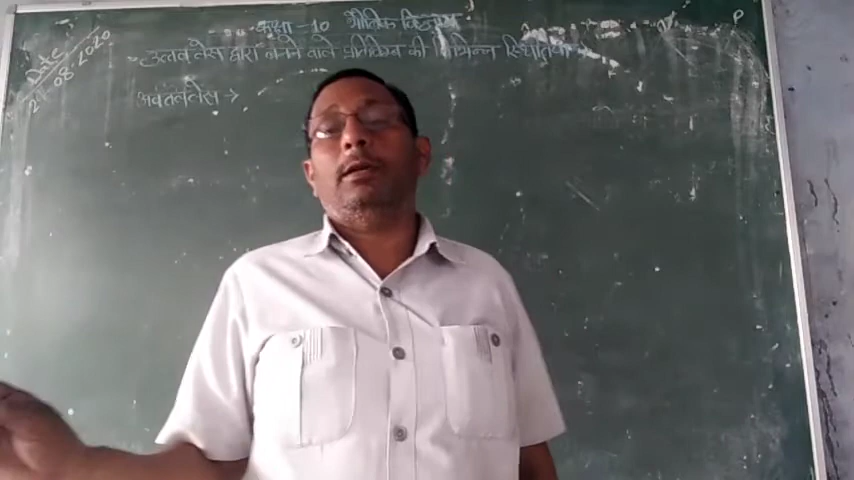 Date
21.08.2020
कक्षा-10 भौतिक विज्ञान
उत्तल लेंस द्वारा बनने वाले प्रतिबिम्ब की विभिन्न स्थितियां
अवतल लेंस →
P